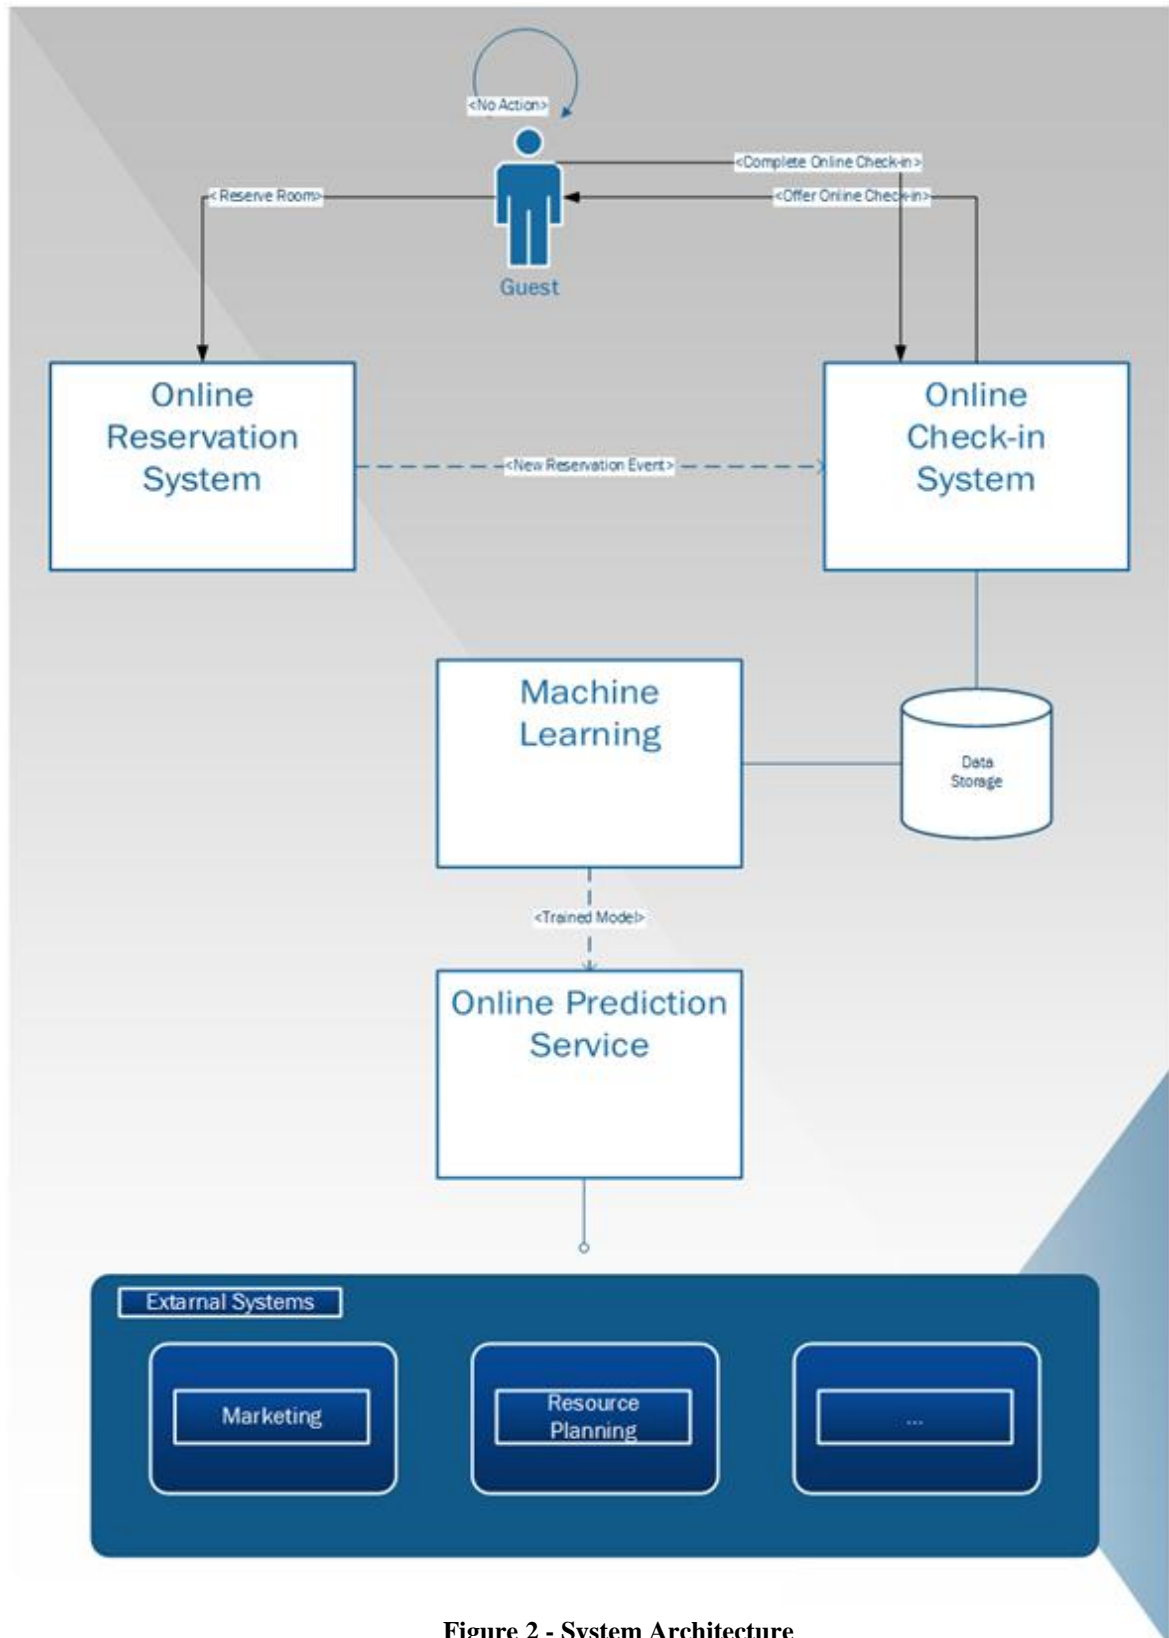 <No Action>
<Complete Online Check-in>
<Reserve Room>
<Offer Online Check-in>
Guest
Online
Reservation
System
Online
Check-in
System
<New Reservation Event>
Machine
Learning
Data
Storage
<Trained Model>
Online Prediction
Service
Extarnal Systems
Marketing
Resource
Planning
...
Figure 2 - System Architecture